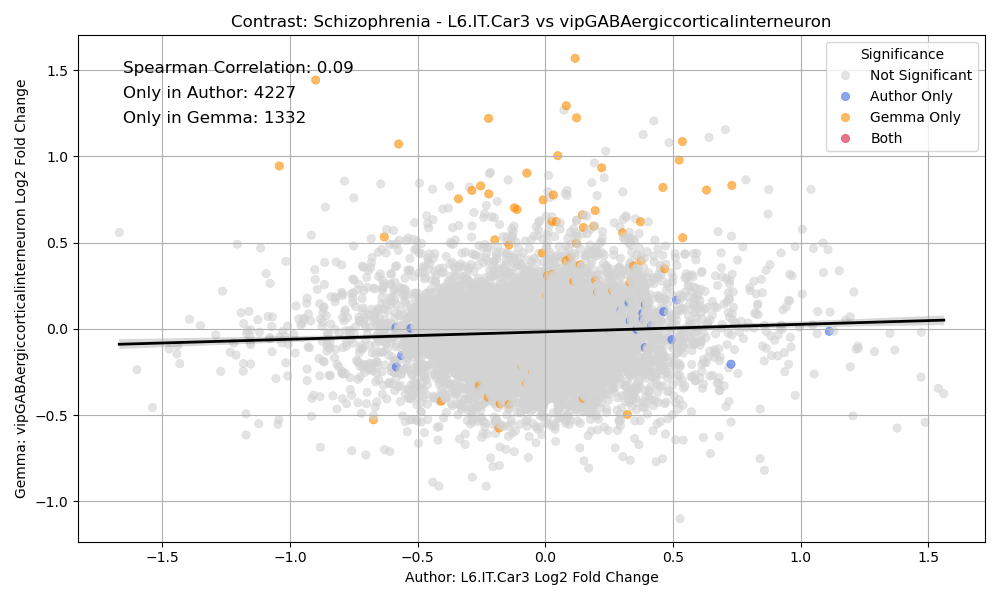 Contrast: Schizophrenia - L6.IT.Car3 vs vipGABAergiccorticalinterneuron
Spearman Correlation: 0.09
Only in Author: 4227
Only in Gemma: 1332
Significance
Not Significant
Author Only
Gemma Only
Both
Gemma: vipGABAergiccorticalinterneuron Log2 Fold Change
1.5
1.0
0.5
0.0
−0.5
−1.0
−1.5 −1.0 −0.5 0.0 0.5 1.0 1.5
Author: L6.IT.Car3 Log2 Fold Change